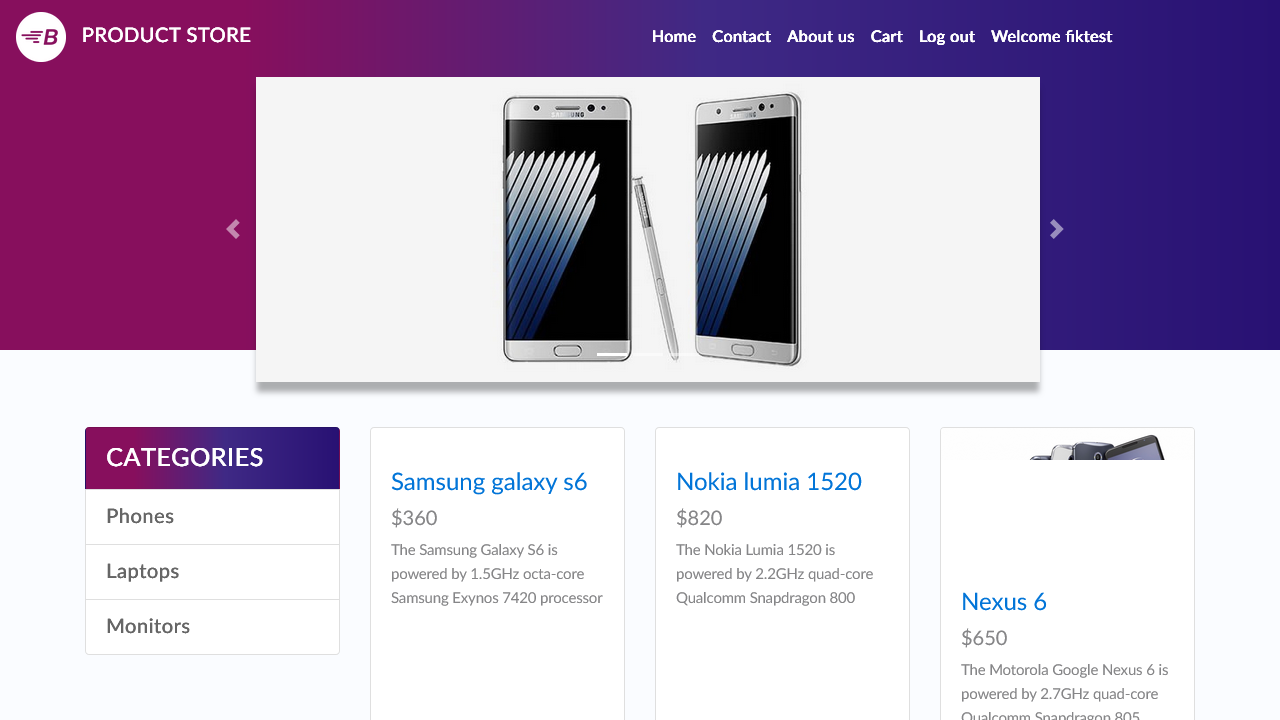 B PRODUCT STORE
Home Contact About us Cart Log out Welcome fiktest
SAMSUNG
SAMSUNG
CATEGORIES
Phones
Laptops
Monitors
Samsung galaxy s6
$360
The Samsung Galaxy S6 is
powered by 1.5GHz octa-core
Samsung Exynos 7420 processor
Nokia lumia 1520
$820
The Nokia Lumia 1520 is
powered by 2.2GHz quad-core
Qualcomm Snapdragon 800
Nexus 6
$650
The Motorola Google Nexus 6 is
powered by 2.7GHz quad-core
Qualcomm Snapdragon 805